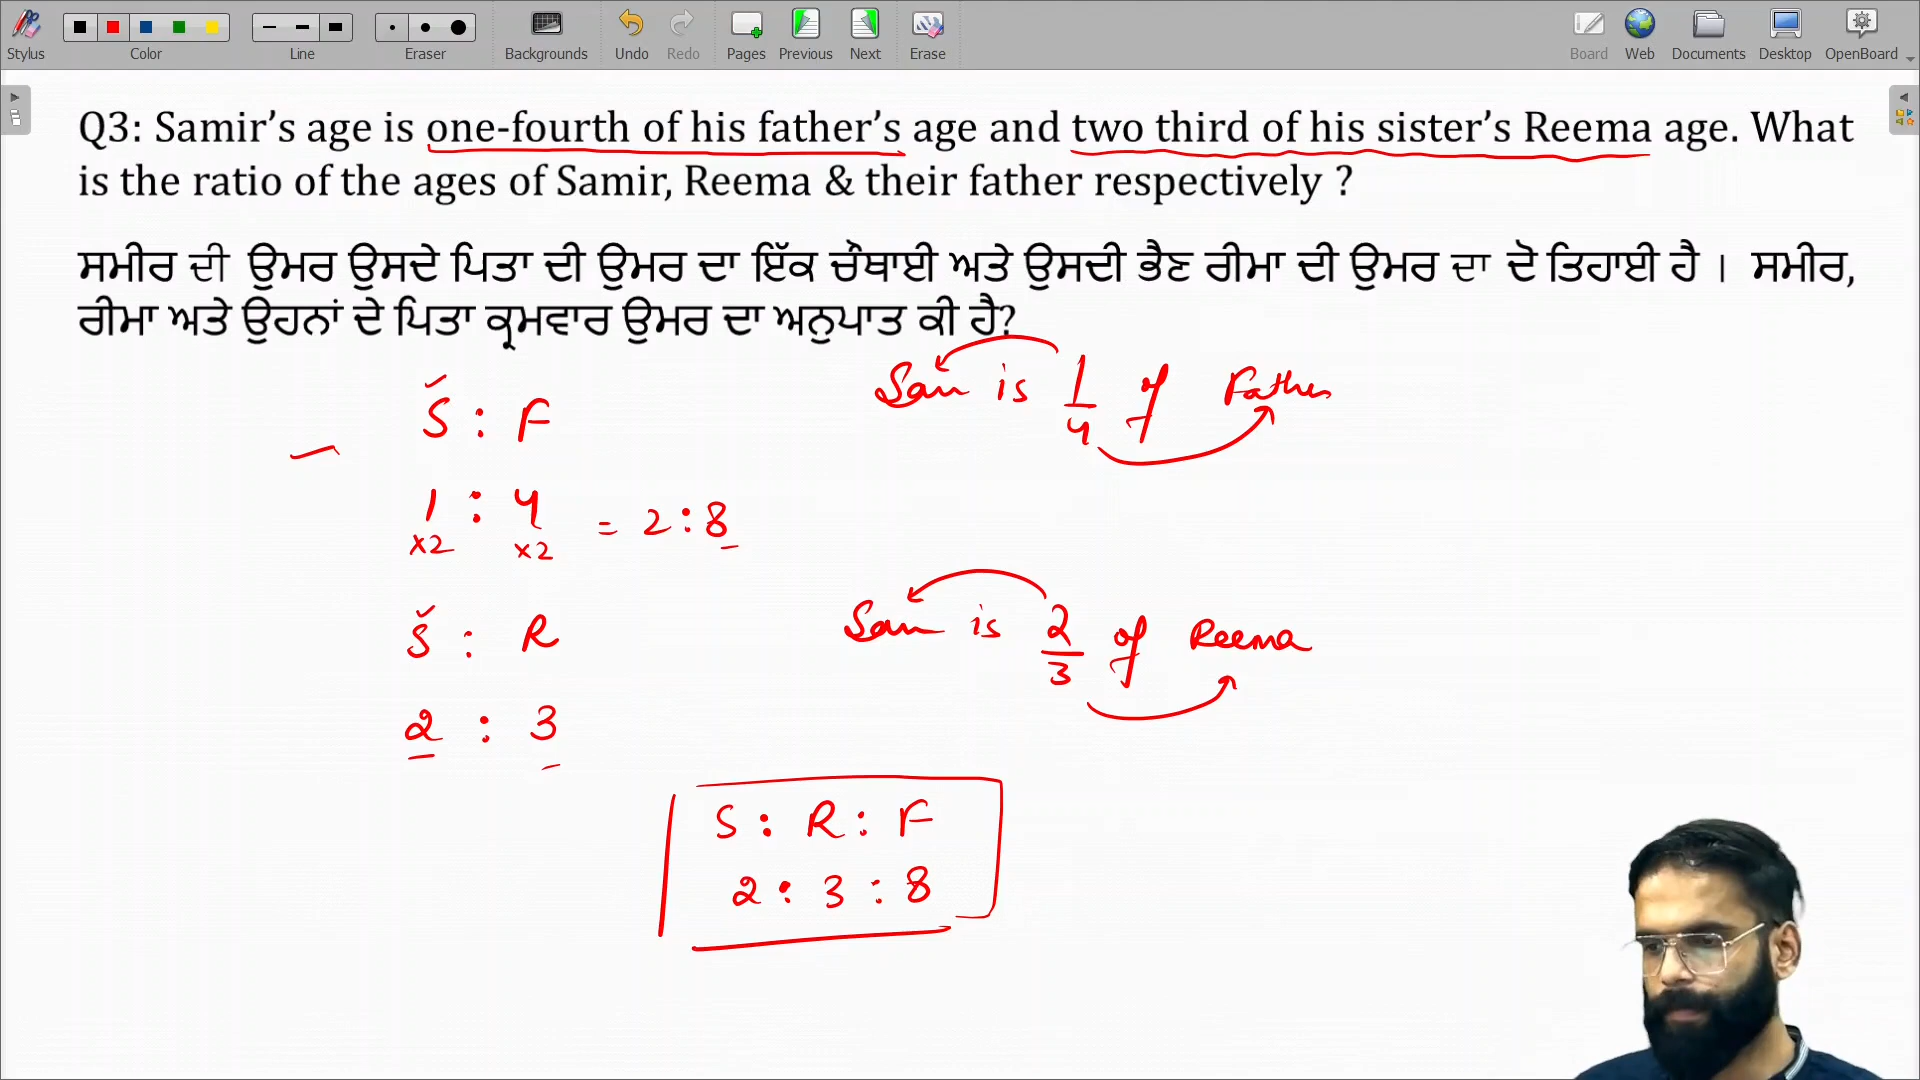 Stylus Color Line Eraser Backgrounds Undo Redo Pages Previous Next Erase Board Web Documents Desktop OpenBoard
Q3: Samir’s age is one-fourth of his father’s age and two third of his sister’s Reema age. What
is the ratio of the ages of Samir, Reema & their father respectively ?
ਸਮੀਰ ਦੀ ਉਮਰ ਉਸਦੇ ਪਿਤਾ ਦੀ ਉਮਰ ਦਾ ਇੱਕ ਚੌਥਾਈ ਅਤੇ ਉਸਦੀ ਭੈਣ ਰੀਮਾ ਦੀ ਉਮਰ ਦਾ ਦੋ ਤਿਹਾਈ ਹੈ । ਸਮੀਰ,
ਰੀਮਾ ਅਤੇ ਉਹਨਾਂ ਦੇ ਪਿਤਾ ਕ੍ਰਮਵਾਰ ਉਮਰ ਦਾ ਅਨੁਪਾਤ ਕੀ ਹੈ?
S : F
1 : 4 = 2 : 8
×2 ×2
S : R
2 : 3
Sam is 1/4 of Father
Sam is 2/3 of Reema
S : R : F
2 : 3 : 8